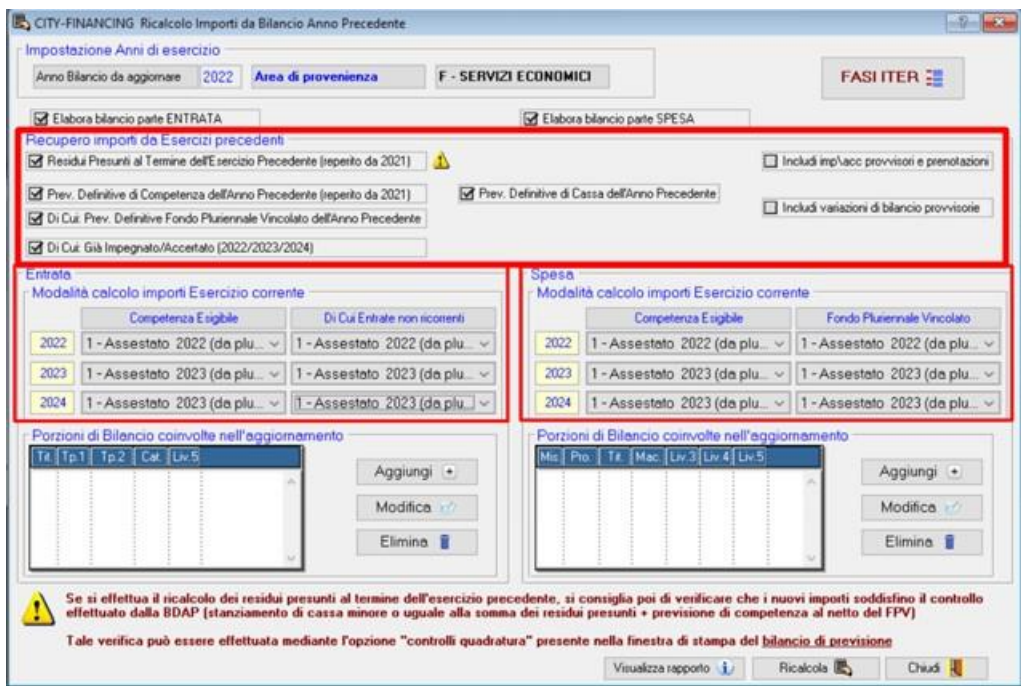 CITY-FINANCING Ricalcolo Importi da Bilancio Anno Precedente
Impostazione Anni di esercizio
Anno Bilancio da aggiornare 2022 Area di provenienza F - SERVIZI ECONOMICI
FASI ITER
Elabora bilancio parte ENTRATA Elabora bilancio parte SPESA
Recupero importi da Esercizi precedenti
Residui Presunti al Termine dell'Esercizio Precedente (reperito da 2021) Includi imp\acc provvisori e prenotazioni
Prev. Definitive di Competenza dell'Anno Precedente (reperito da 2021) Prev. Definitive di Cassa dell'Anno Precedente
Includi variazioni di bilancio provvisorie
Di Cui: Prev. Definitive Fondo Pluriennale Vincolato dell'Anno Precedente
Di Cui: Già Impegnato/Accertato (2022/2023/2024)
Entrata Spesa
Modalità calcolo importi Esercizio corrente Modalità calcolo importi Esercizio corrente
Competenza Esigibile Di Cui Entrate non ricorrenti Competenza Esigibile Fondo Pluriennale Vincolato
2022 1 - Assestato 2022 (da plu... 1 - Assestato 2022 (da plu... 2022 1 - Assestato 2022 (da plu... 1 - Assestato 2022 (da plu...
2023 1 - Assestato 2023 (da plu... 1 - Assestato 2023 (da plu... 2023 1 - Assestato 2023 (da plu... 1 - Assestato 2023 (da plu...
2024 1 - Assestato 2023 (da plu... 1 - Assestato 2023 (da plu... 2024 1 - Assestato 2023 (da plu... 1 - Assestato 2023 (da plu...
Porzioni di Bilancio coinvolte nell'aggiornamento Porzioni di Bilancio coinvolte nell'aggiornamento
Tit. Tp.1 Tp.2 Cat. Liv.5 Mis. Pro. Tit. Mac. Liv.3 Liv.4 Liv.5
Aggiungi Aggiungi
Modifica Modifica
Elimina Elimina
Se si effettua il ricalcolo dei residui presunti al termine dell'esercizio precedente, si consiglia poi di verificare che i nuovi importi soddisfino il controllo
effettuato dalla BDAP (stanziamento di cassa minore o uguale alla somma dei residui presunti + previsione di competenza al netto del FPV)
Tale verifica può essere effettuata mediante l'opzione "controlli quadratura" presente nella finestra di stampa del bilancio di previsione
Visualizza rapporto Ricalcola Chiudi